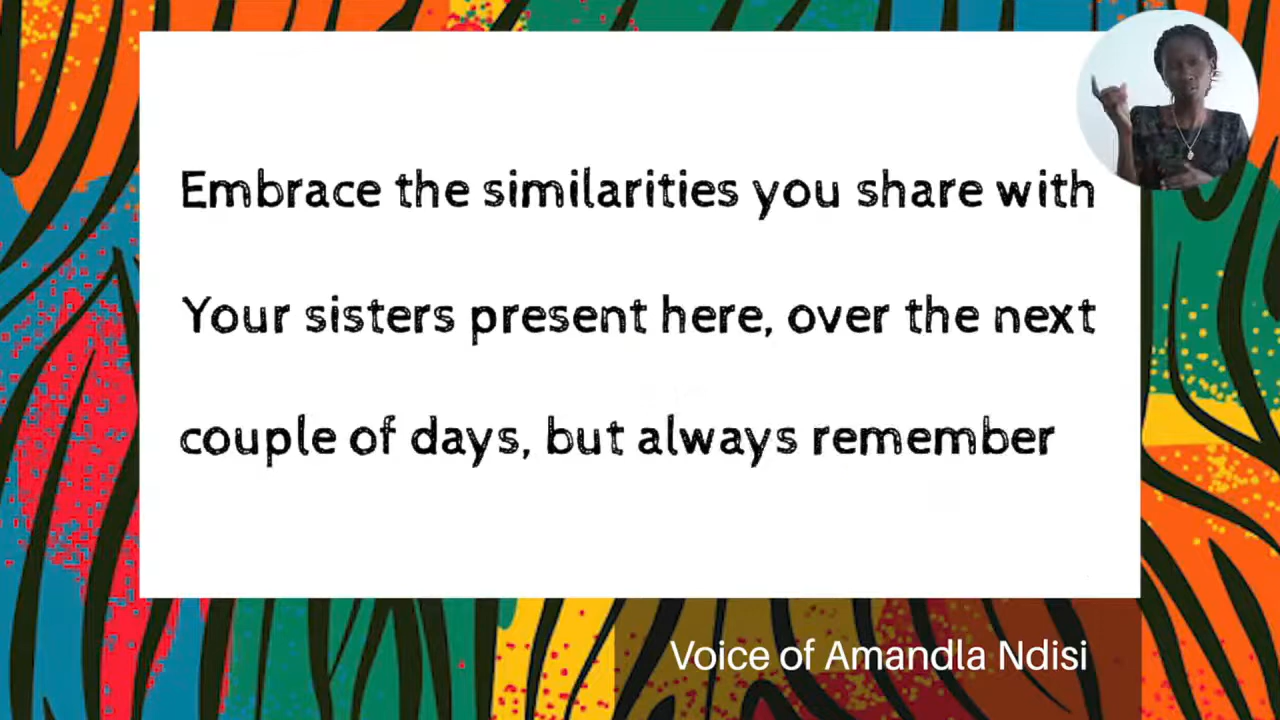 Embrace the similarities you share with
Your sisters present here, over the next
couple of days, but always remember
Voice of Amandla Ndisi